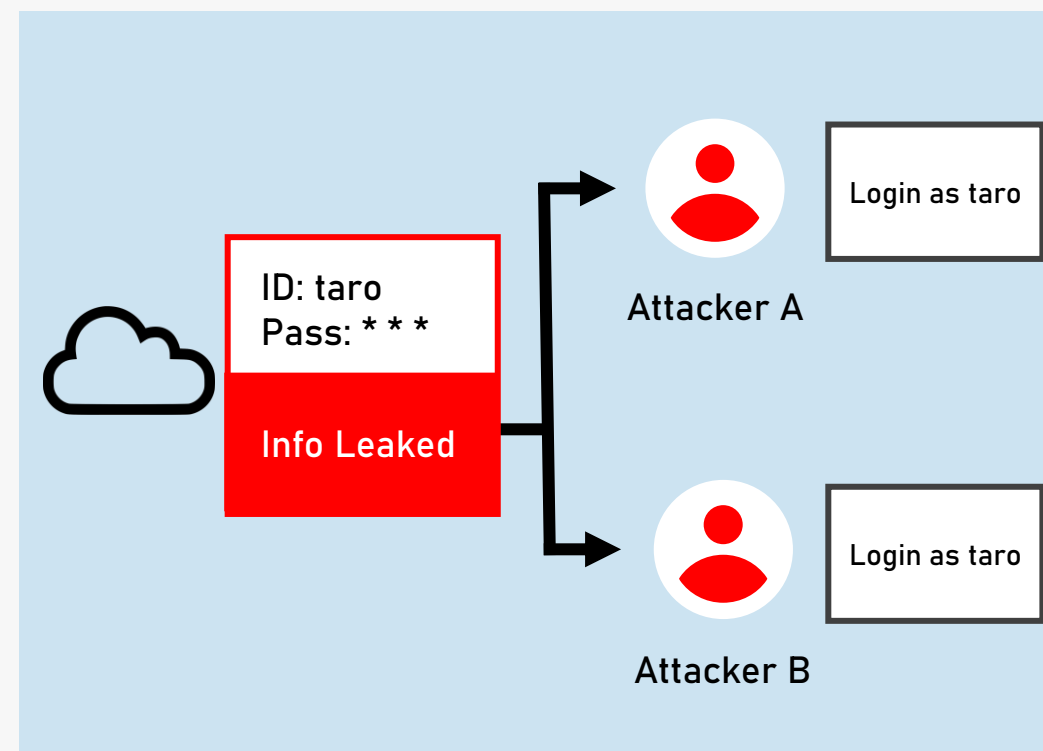 ID: taro
Pass: * * *
Info Leaked
Login as taro
Attacker A
Login as taro
Attacker B